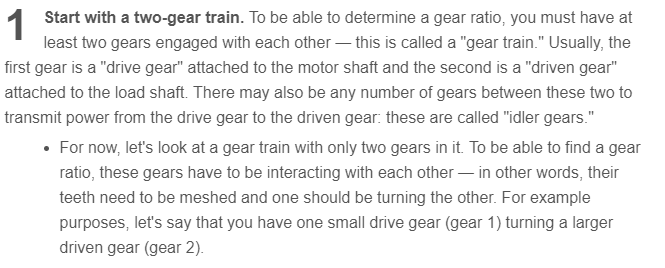 1 Start with a two-gear train. To be able to determine a gear ratio, you must have at
least two gears engaged with each other — this is called a "gear train." Usually, the
first gear is a "drive gear" attached to the motor shaft and the second is a "driven gear"
attached to the load shaft. There may also be any number of gears between these two to
transmit power from the drive gear to the driven gear: these are called "idler gears."
• For now, let's look at a gear train with only two gears in it. To be able to find a gear
ratio, these gears have to be interacting with each other — in other words, their
teeth need to be meshed and one should be turning the other. For example
purposes, let's say that you have one small drive gear (gear 1) turning a larger
driven gear (gear 2).